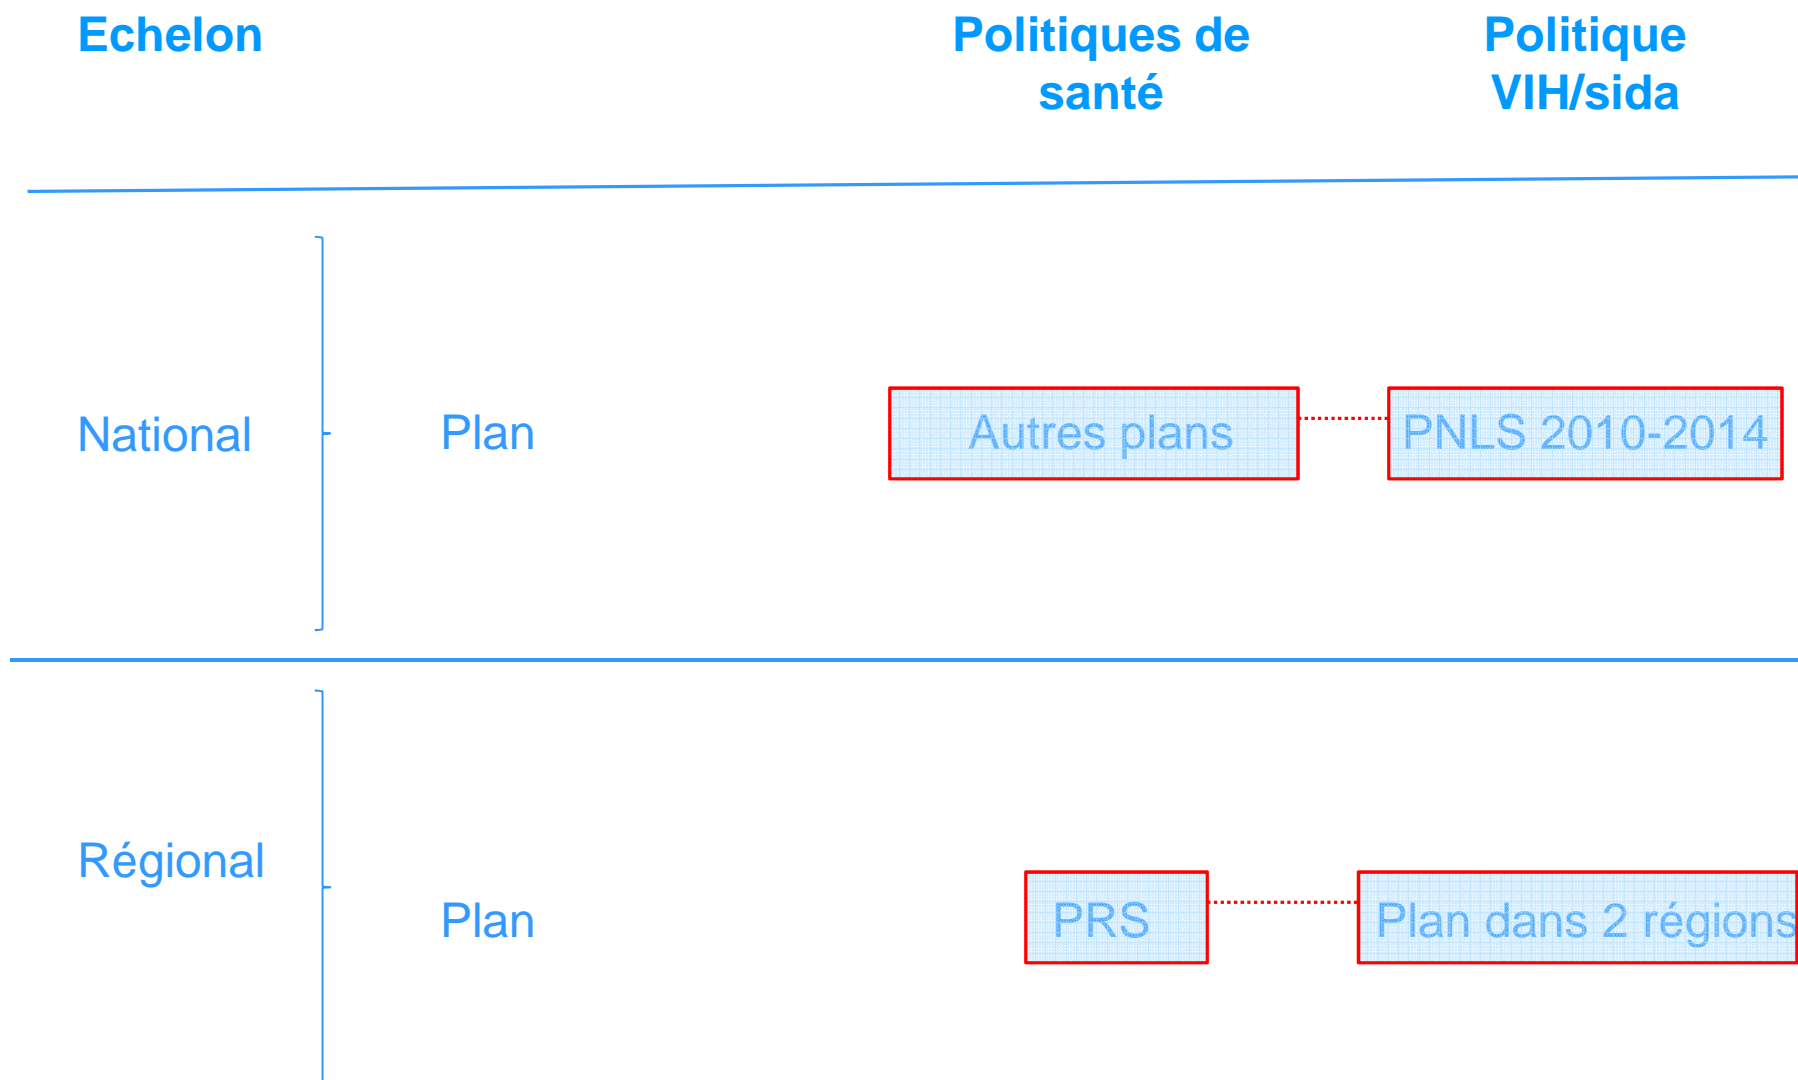 Echelon
Politiques de
santé
Politique
VIH/sida
National
Plan
Autres plans
PNLS 2010-2014
Régional
Plan
PRS
Plan dans 2 régions